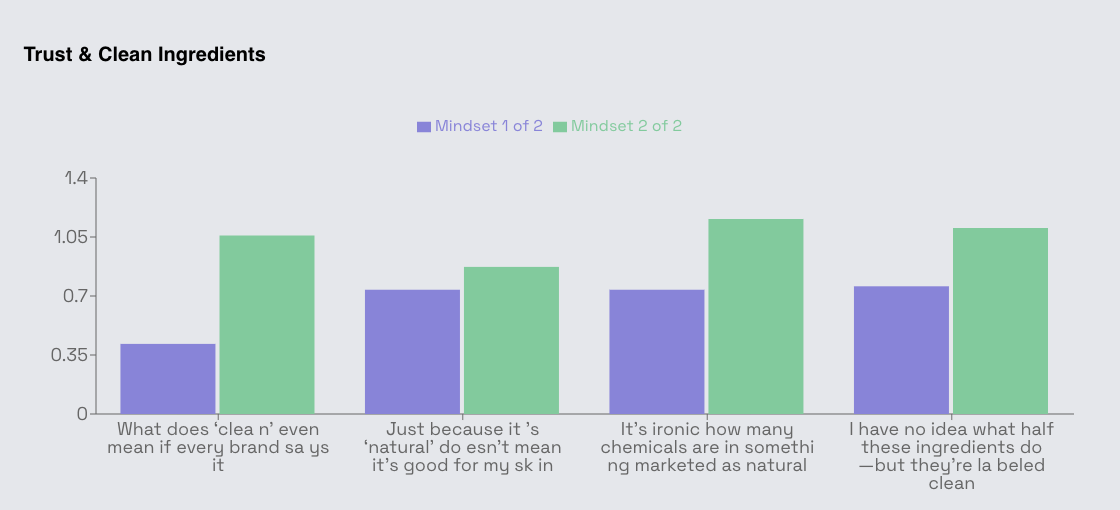 Trust & Clean Ingredients
Mindset 1 of 2 Mindset 2 of 2
1.4
1.05
0.7
0.35
0
What does ‘clea n’ even
mean if every brand sa ys
it
Just because it ’s
‘natural’ do esn’t mean
it’s good for my sk in
It’s ironic how many
chemicals are in somethi
ng marketed as natural
I have no idea what half
these ingredients do
—but they’re la beled
clean